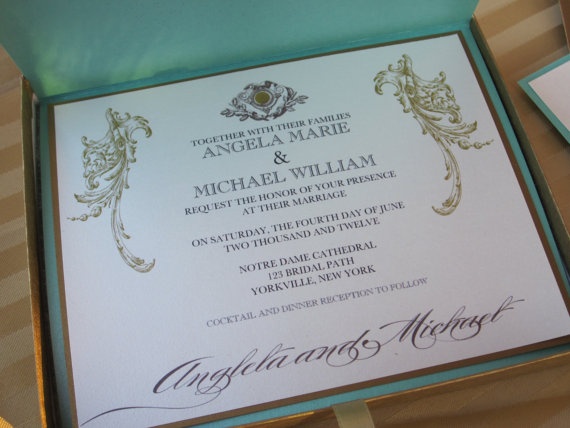 TOGETHER WITH THEIR FAMILIES
ANGELA MARIE
&
MICHAEL WILLIAM
REQUEST THE HONOR OF YOUR PRESENCE
AT THEIR MARRIAGE
ON SATURDAY, THE FOURTH DAY OF JUNE
TWO THOUSAND AND TWELVE
NOTRE DAME CATHEDRAL
123 BRIDAL PATH
YORKVILLE, NEW YORK
COCKTAIL AND DINNER RECEPTION TO FOLLOW
Anglela and Michael